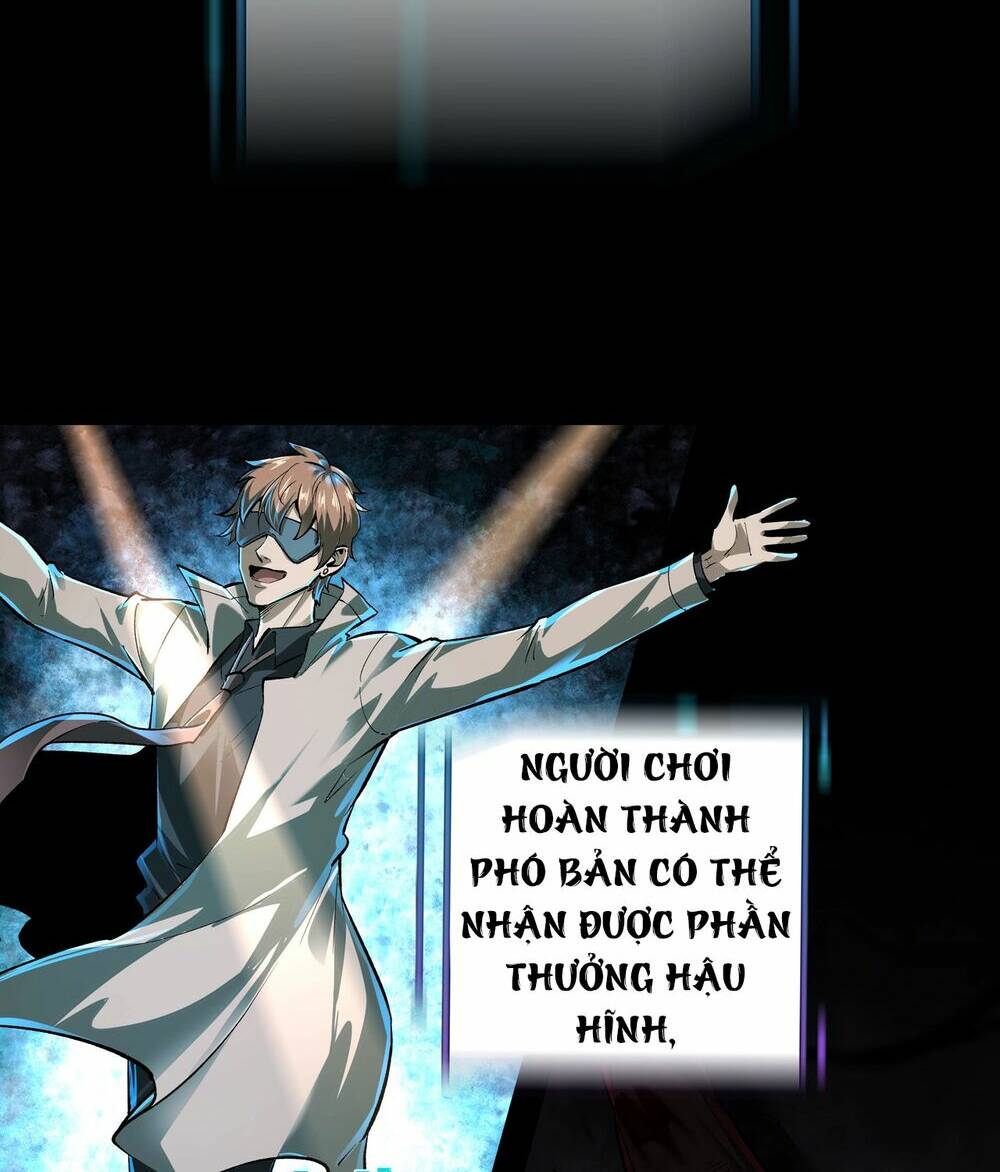 NGƯỜI CHƠI
HOÀN THÀNH
PHÓ BẢN CÓ THỂ
NHẬN ĐƯỢC PHẦN
THƯỞNG HẬU
HĨNH,